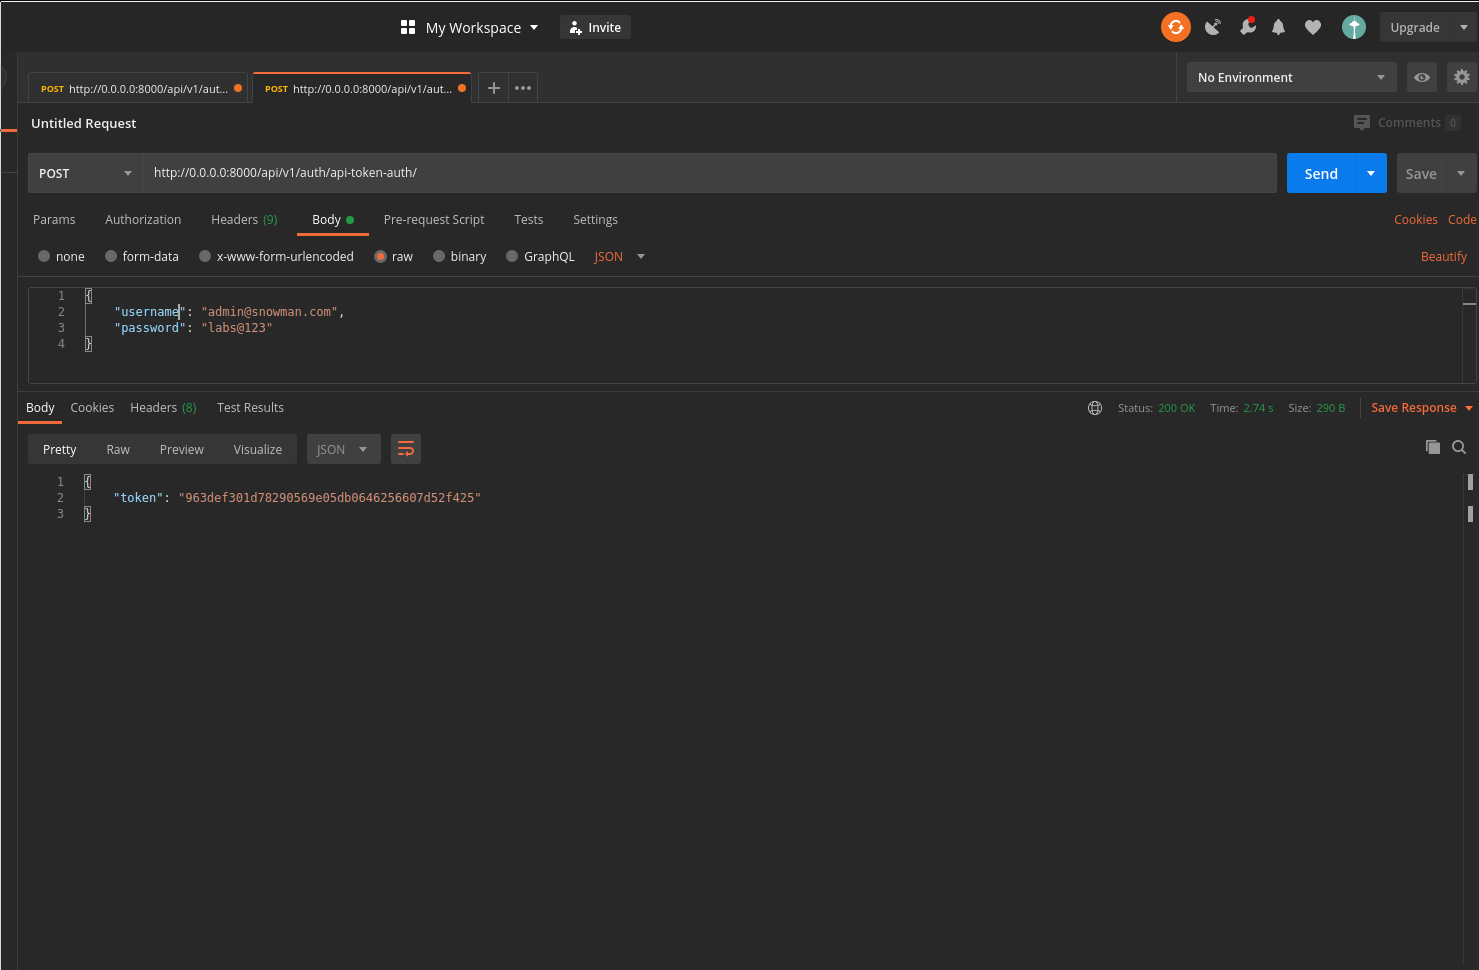 My Workspace Invite Upgrade
POST http://0.0.0.0:8000/api/v1/aut... POST http://0.0.0.0:8000/api/v1/aut... No Environment
Untitled Request Comments 0
POST http://0.0.0.0:8000/api/v1/auth/api-token-auth/ Send Save
Params Authorization Headers (9) Body Pre-request Script Tests Settings Cookies Code
none form-data x-www-form-urlencoded raw binary GraphQL JSON Beautify
1 {
2 "username": "admin@snowman.com",
3 "password": "labs@123"
4 }
Body Cookies Headers (8) Test Results Status: 200 OK Time: 2.74 s Size: 290 B Save Response
Pretty Raw Preview Visualize JSON
1 {
2 "token": "963def301d78290569e05db0646256607d52f425"
3 }